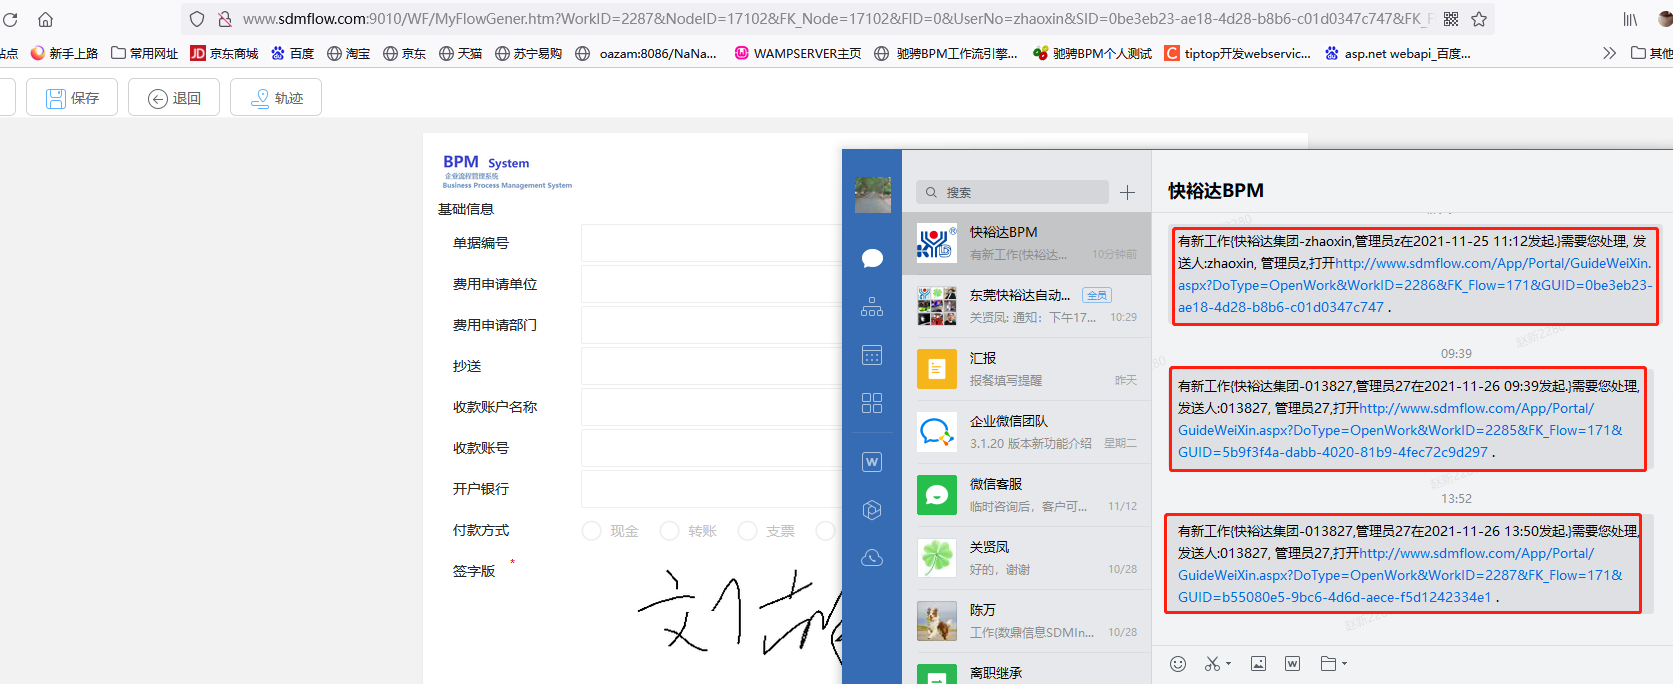 www.sdmflow.com:9010/WF/MyFlowGener.htm?WorkID=2287&NodeID=17102&FK_Node=17102&FID=0&UserNo=zhaoxin&SID=0be3eb23-ae18-4d28-b8b6-c01d0347c747&FK_F
站点 新手上路 常用网址 JD 京东商城 百度 淘宝 京东 天猫 苏宁易购 oazam:8086/NaNa... WAMPSERVER主页 驰骋BPM工作流引擎... 驰骋BPM个人测试 C tiptop开发webservic... asp.net webapi_百度... 其他
保存 退回 轨迹
BPM System
企业流程管理系统
Business Process Management System
基础信息
单据编号
费用申请单位
费用申请部门
抄送
收款账户名称
收款账号
开户银行
付款方式 现金 转账 支票
签字版 *
搜索
快裕达BPM
有新工作{快裕达... 10分钟前
东莞快裕达自动... 全员
关贤凤: 通知：下午17... 10:29
汇报
报餐填写提醒 昨天
企业微信团队
3.1.20 版本新功能介绍 星期二
微信客服
临时咨询后，客户可... 11/12
关贤凤
好的，谢谢 10/28
陈万
工作{数鼎信息SDMIn... 10/28
离职继承
快裕达BPM
有新工作{快裕达集团-zhaoxin,管理员z在2021-11-25 11:12发起.}需要您处理, 发
送人:zhaoxin, 管理员z,打开http://www.sdmflow.com/App/Portal/GuideWeiXin.
aspx?DoType=OpenWork&WorkID=2286&FK_Flow=171&GUID=0be3eb23-
ae18-4d28-b8b6-c01d0347c747 .
09:39
有新工作{快裕达集团-013827,管理员27在2021-11-26 09:39发起.}需要您处理,
发送人:013827, 管理员27,打开http://www.sdmflow.com/App/Portal/
GuideWeiXin.aspx?DoType=OpenWork&WorkID=2285&FK_Flow=171&
GUID=5b9f3f4a-dabb-4020-81b9-4fec72c9d297 .
13:52
有新工作{快裕达集团-013827,管理员27在2021-11-26 13:50发起.}需要您处理,
发送人:013827, 管理员27,打开http://www.sdmflow.com/App/Portal/
GuideWeiXin.aspx?DoType=OpenWork&WorkID=2287&FK_Flow=171&
GUID=b55080e5-9bc6-4d6d-aece-f5d1242334e1 .